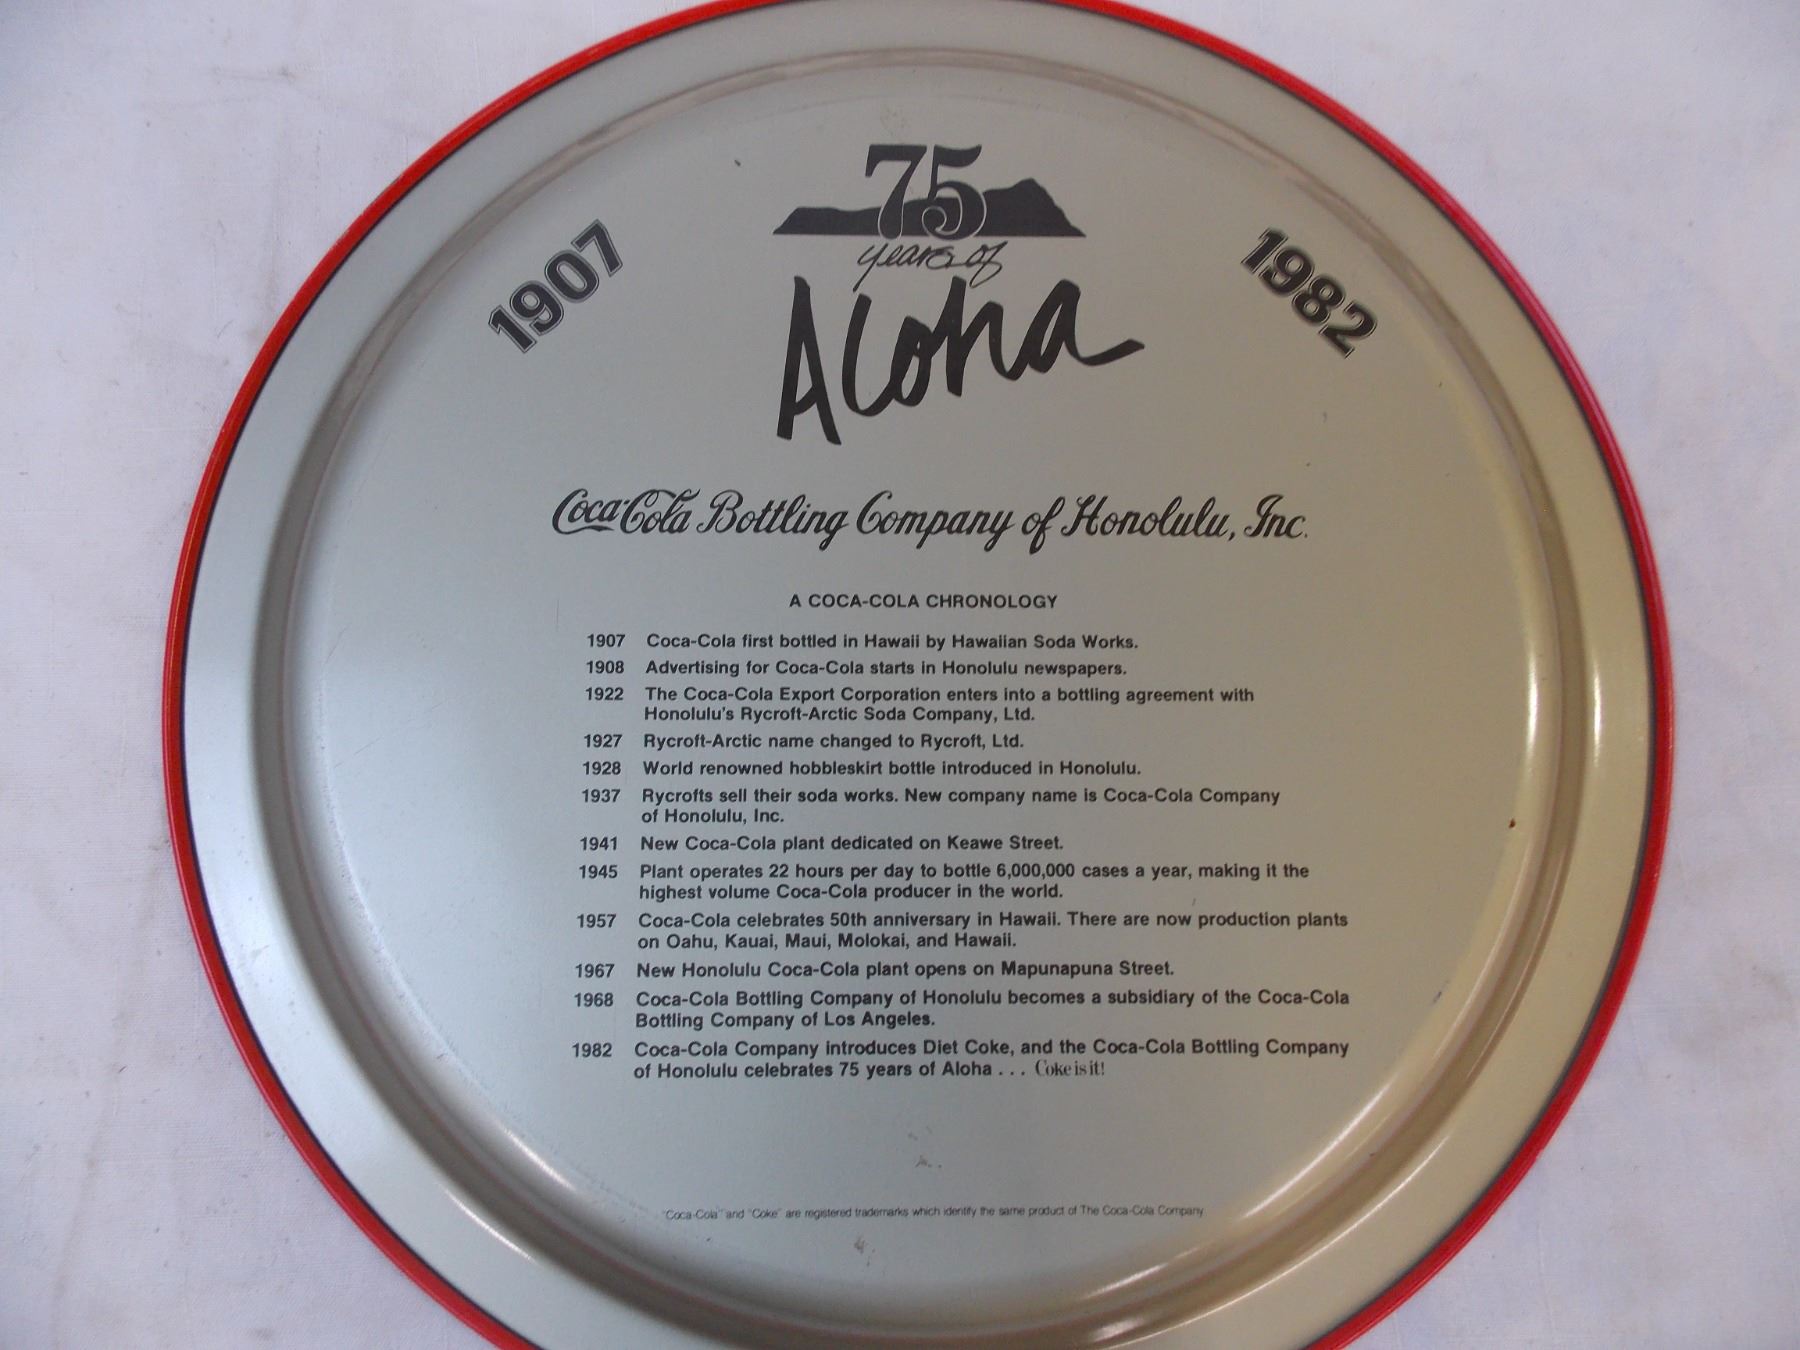 75
years of
Aloha
1907
1982
Coca-Cola Bottling Company of Honolulu, Inc.
A COCA-COLA CHRONOLOGY
1907 Coca-Cola first bottled in Hawaii by Hawaiian Soda Works.
1908 Advertising for Coca-Cola starts in Honolulu newspapers.
1922 The Coca-Cola Export Corporation enters into a bottling agreement with
Honolulu's Rycroft-Arctic Soda Company, Ltd.
1927 Rycroft-Arctic name changed to Rycroft, Ltd.
1928 World renowned hobbleskirt bottle introduced in Honolulu.
1937 Rycrofts sell their soda works. New company name is Coca-Cola Company
of Honolulu, Inc.
1941 New Coca-Cola plant dedicated on Keawe Street.
1945 Plant operates 22 hours per day to bottle 6,000,000 cases a year, making it the
highest volume Coca-Cola producer in the world.
1957 Coca-Cola celebrates 50th anniversary in Hawaii. There are now production plants
on Oahu, Kauai, Maui, Molokai, and Hawaii.
1967 New Honolulu Coca-Cola plant opens on Mapunapuna Street.
1968 Coca-Cola Bottling Company of Honolulu becomes a subsidiary of the Coca-Cola
Bottling Company of Los Angeles.
1982 Coca-Cola Company introduces Diet Coke, and the Coca-Cola Bottling Company
of Honolulu celebrates 75 years of Aloha . . . Coke is it!
"Coca-Cola" and "Coke" are registered trademarks which identify the same product of The Coca-Cola Company